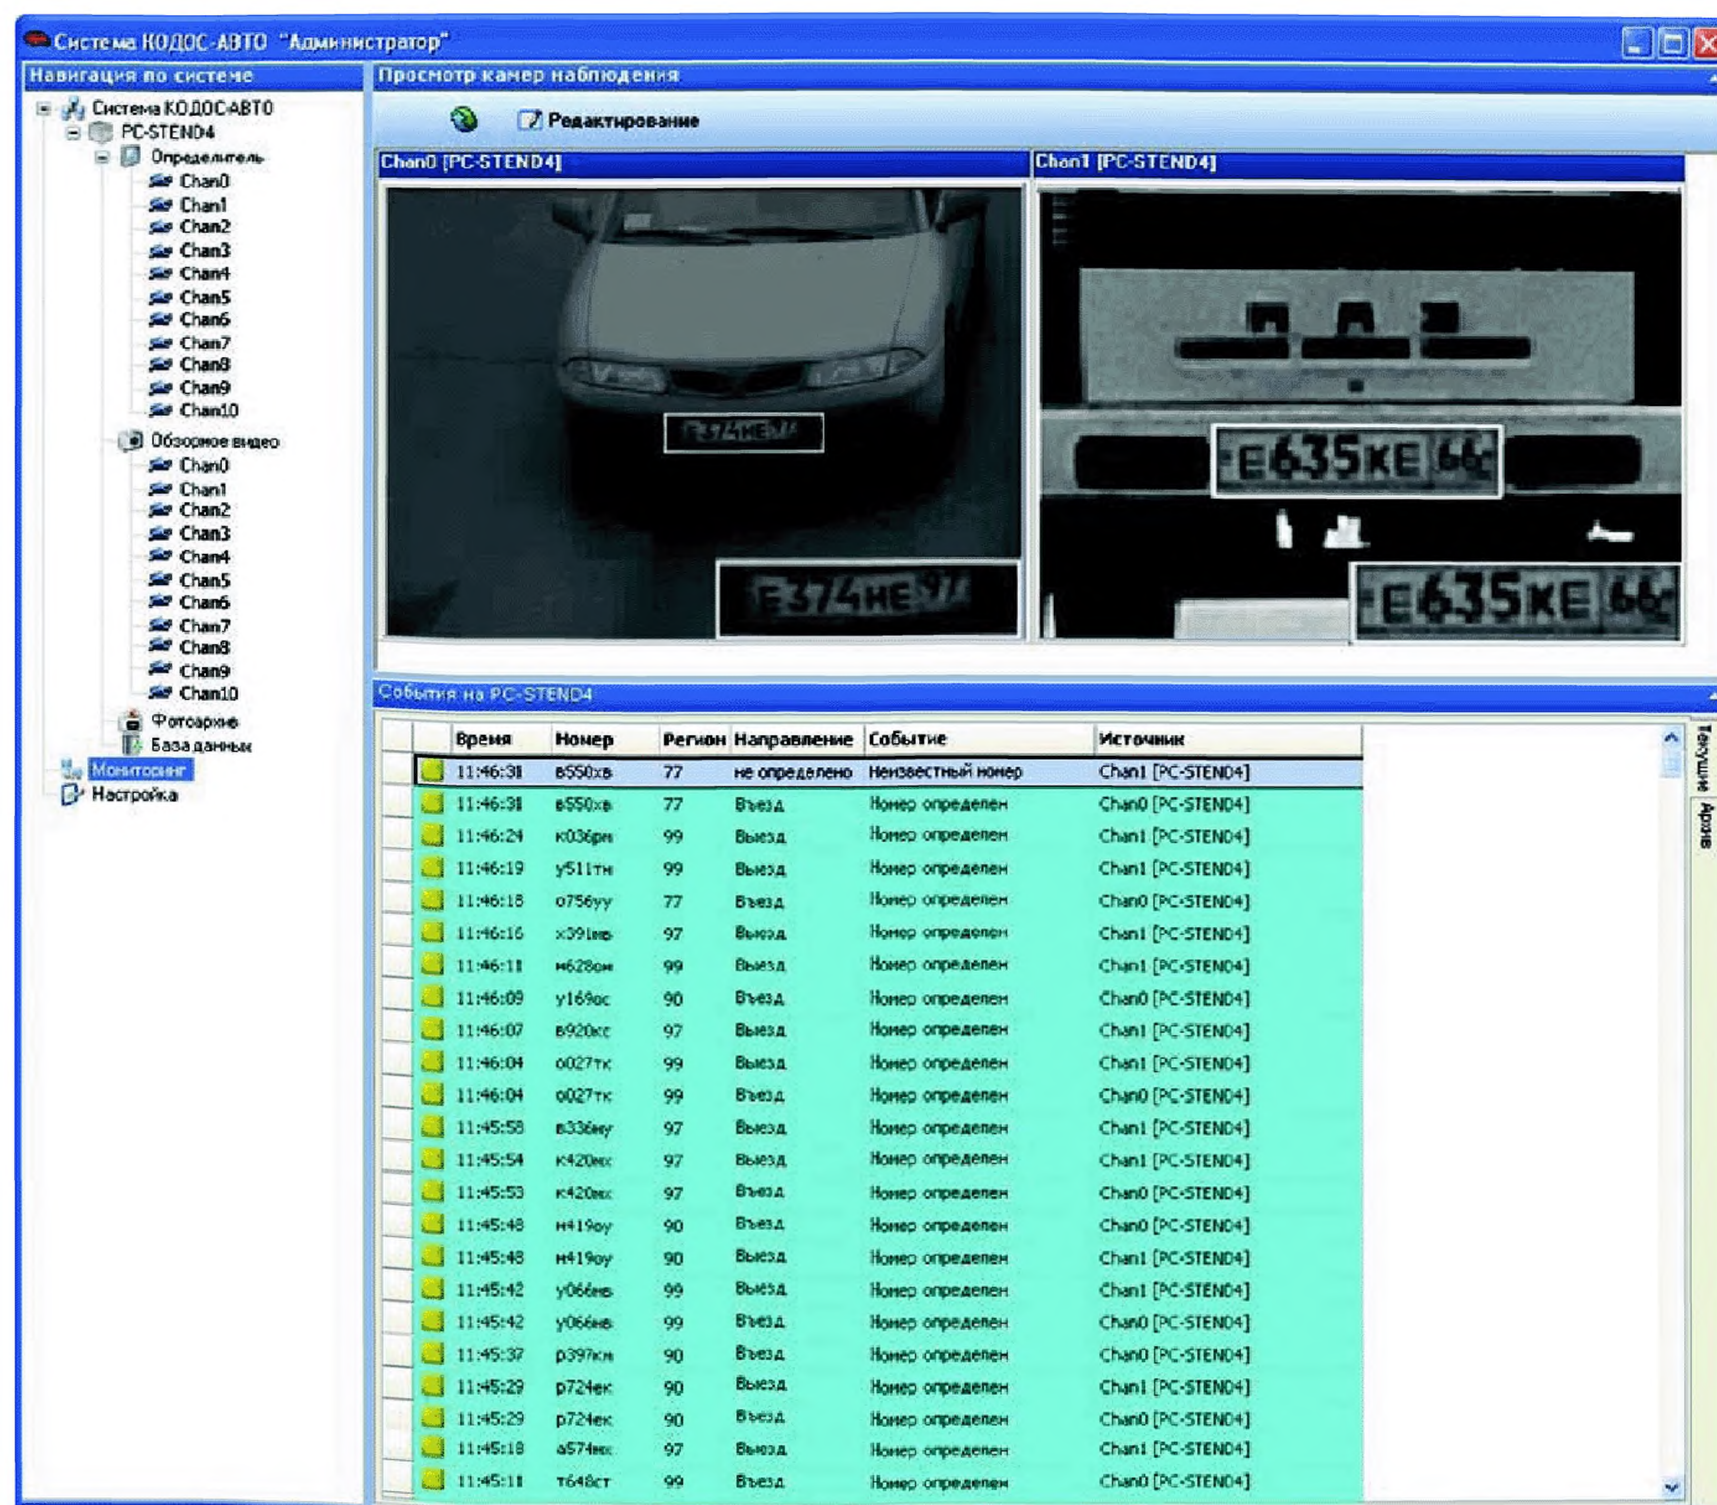 Система КОДОС-АВТО "Администратор"
Навигация по системе
Система КОДОС-АВТО
PC-STEND4
Определитель
Chan0
Chan1
Chan2
Chan3
Chan4
Chan5
Chan6
Chan7
Chan8
Chan9
Chan10
Обзорное видео
Chan0
Chan1
Chan2
Chan3
Chan4
Chan5
Chan6
Chan7
Chan8
Chan9
Chan10
Фотоархив
База данных
Мониторинг
Настройка
Просмотр камер наблюдения
Редактирование
Chan0 [PC-STEND4]
Е374НЕ 97
Е374НЕ 97
Chan1 [PC-STEND4]
Е635КЕ 66
Е635КЕ 66
События на PC-STEND4
Время Номер Регион Направление Событие Источник
11:46:31 в550хв 77 не определено Неизвестный номер Chan1 [PC-STEND4]
11:46:31 в550хв 77 Въезд Номер определен Chan0 [PC-STEND4]
11:46:24 к036рм 99 Выезд Номер определен Chan1 [PC-STEND4]
11:46:19 у511тн 99 Выезд Номер определен Chan1 [PC-STEND4]
11:46:18 о756уу 77 Въезд Номер определен Chan0 [PC-STEND4]
11:46:16 97 Выезд Номер определен Chan1 [PC-STEND4]
11:46:11 99 Выезд Номер определен Chan1 [PC-STEND4]
11:46:09 у169ос 90 Въезд Номер определен Chan0 [PC-STEND4]
11:46:07 в920кс 97 Выезд Номер определен Chan1 [PC-STEND4]
11:46:04 о027тк 99 Выезд Номер определен Chan1 [PC-STEND4]
11:46:04 о027тк 99 Въезд Номер определен Chan0 [PC-STEND4]
11:45:58 97 Выезд Номер определен Chan1 [PC-STEND4]
11:45:54 к420мх 97 Выезд Номер определен Chan1 [PC-STEND4]
11:45:53 к420мх 97 Въезд Номер определен Chan0 [PC-STEND4]
11:45:48 н419оу 90 Въезд Номер определен Chan0 [PC-STEND4]
11:45:48 н419оу 90 Выезд Номер определен Chan1 [PC-STEND4]
11:45:42 у066нв 99 Выезд Номер определен Chan1 [PC-STEND4]
11:45:42 у066нв 99 Въезд Номер определен Chan0 [PC-STEND4]
11:45:37 р397км 90 Въезд Номер определен Chan0 [PC-STEND4]
11:45:29 р724ек 90 Выезд Номер определен Chan1 [PC-STEND4]
11:45:29 р724ек 90 Въезд Номер определен Chan0 [PC-STEND4]
11:45:18 97 Выезд Номер определен Chan1 [PC-STEND4]
11:45:11 т648ст 99 Въезд Номер определен Chan0 [PC-STEND4]
Текущие
Архив